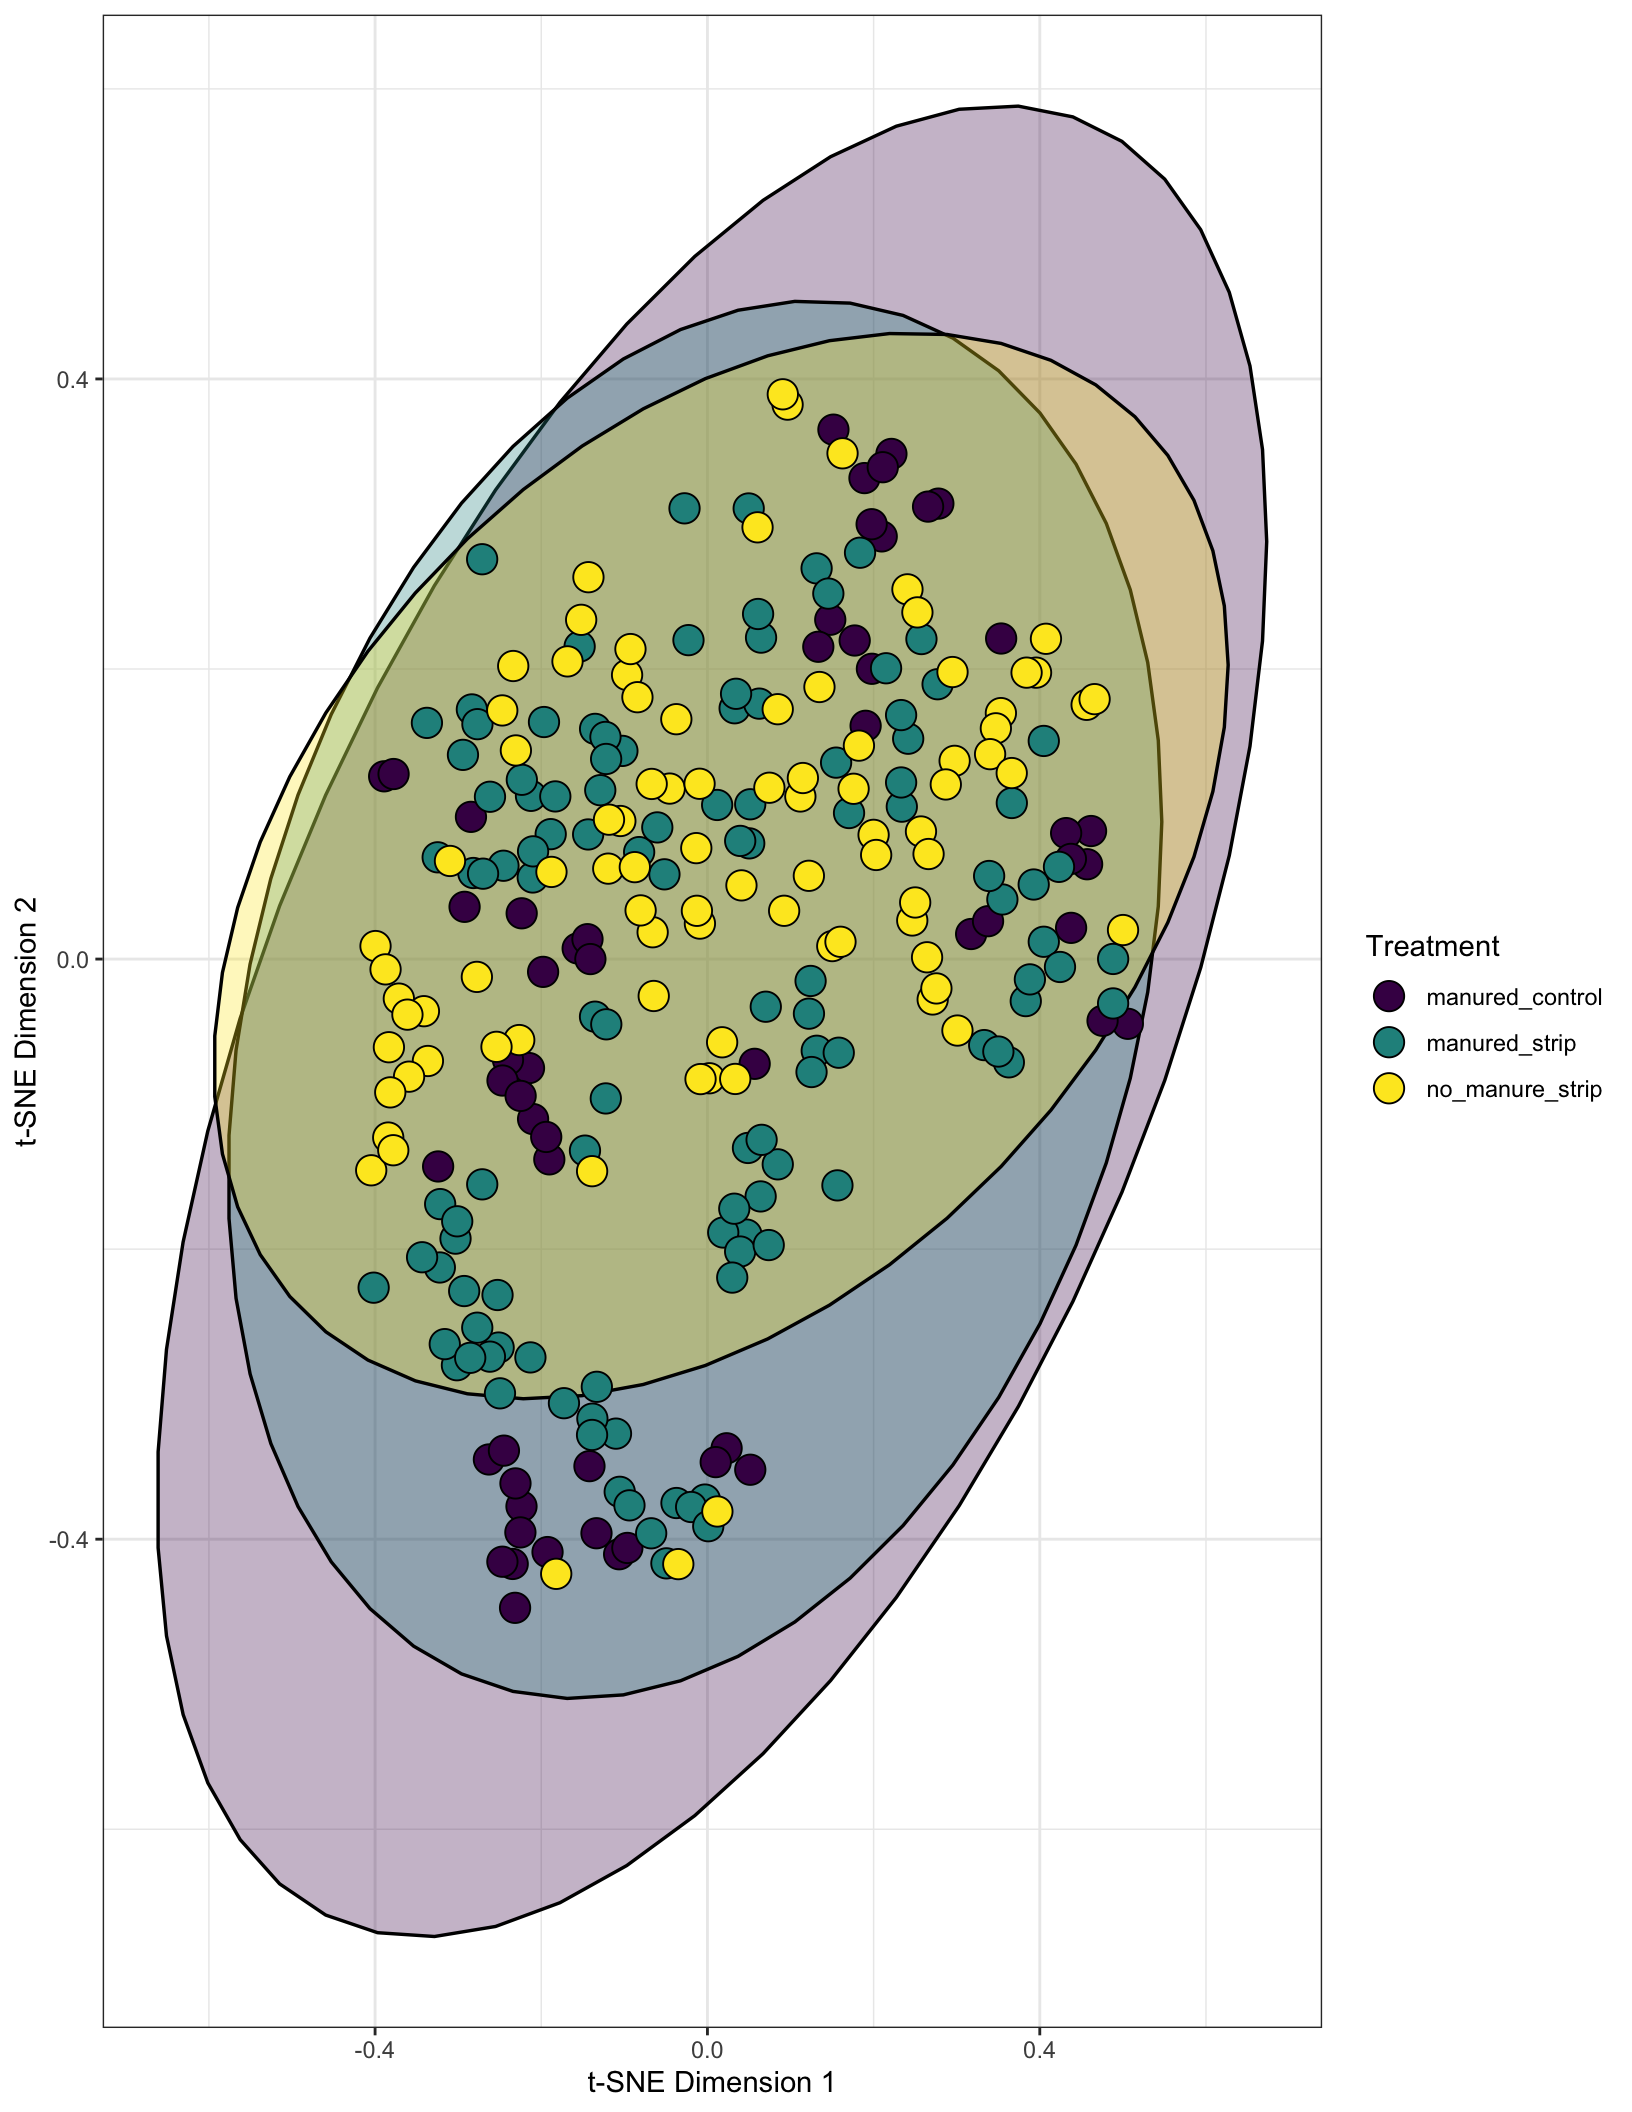 0.4
0.0
-0.4
t-SNE Dimension 2
-0.4
0.0
0.4
t-SNE Dimension 1
Treatment
manured_control
manured_strip
no_manure_strip